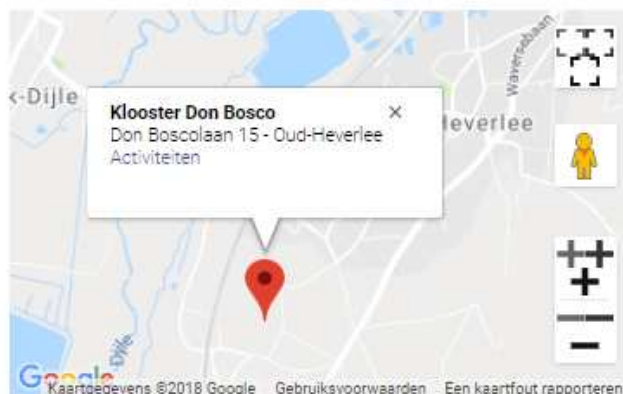 Waversebaan
k-Dijle
Klooster Don Bosco
Don Boscolaan 15 - Oud-Heverlee
Activiteiten
Heverlee
Dijle
Google
Kaartgegevens ©2018 Google Gebruiksvoorwaarden Een kaartfout rapporteren